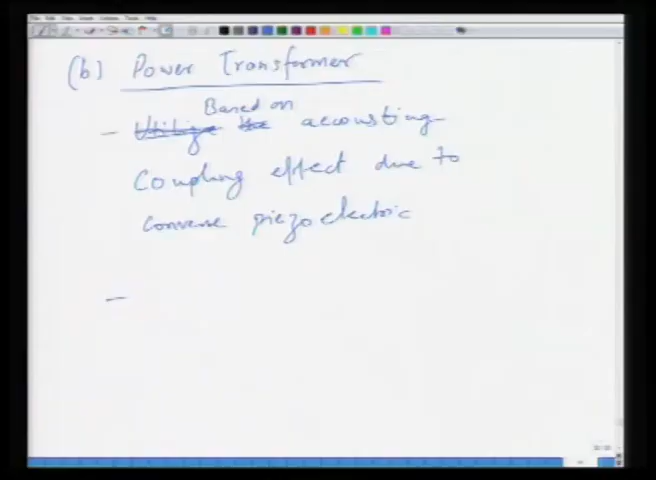 (b) Power Transformer
Based on
- Utilize the accousting
Coupling effect due to
converse piezoelectric
-